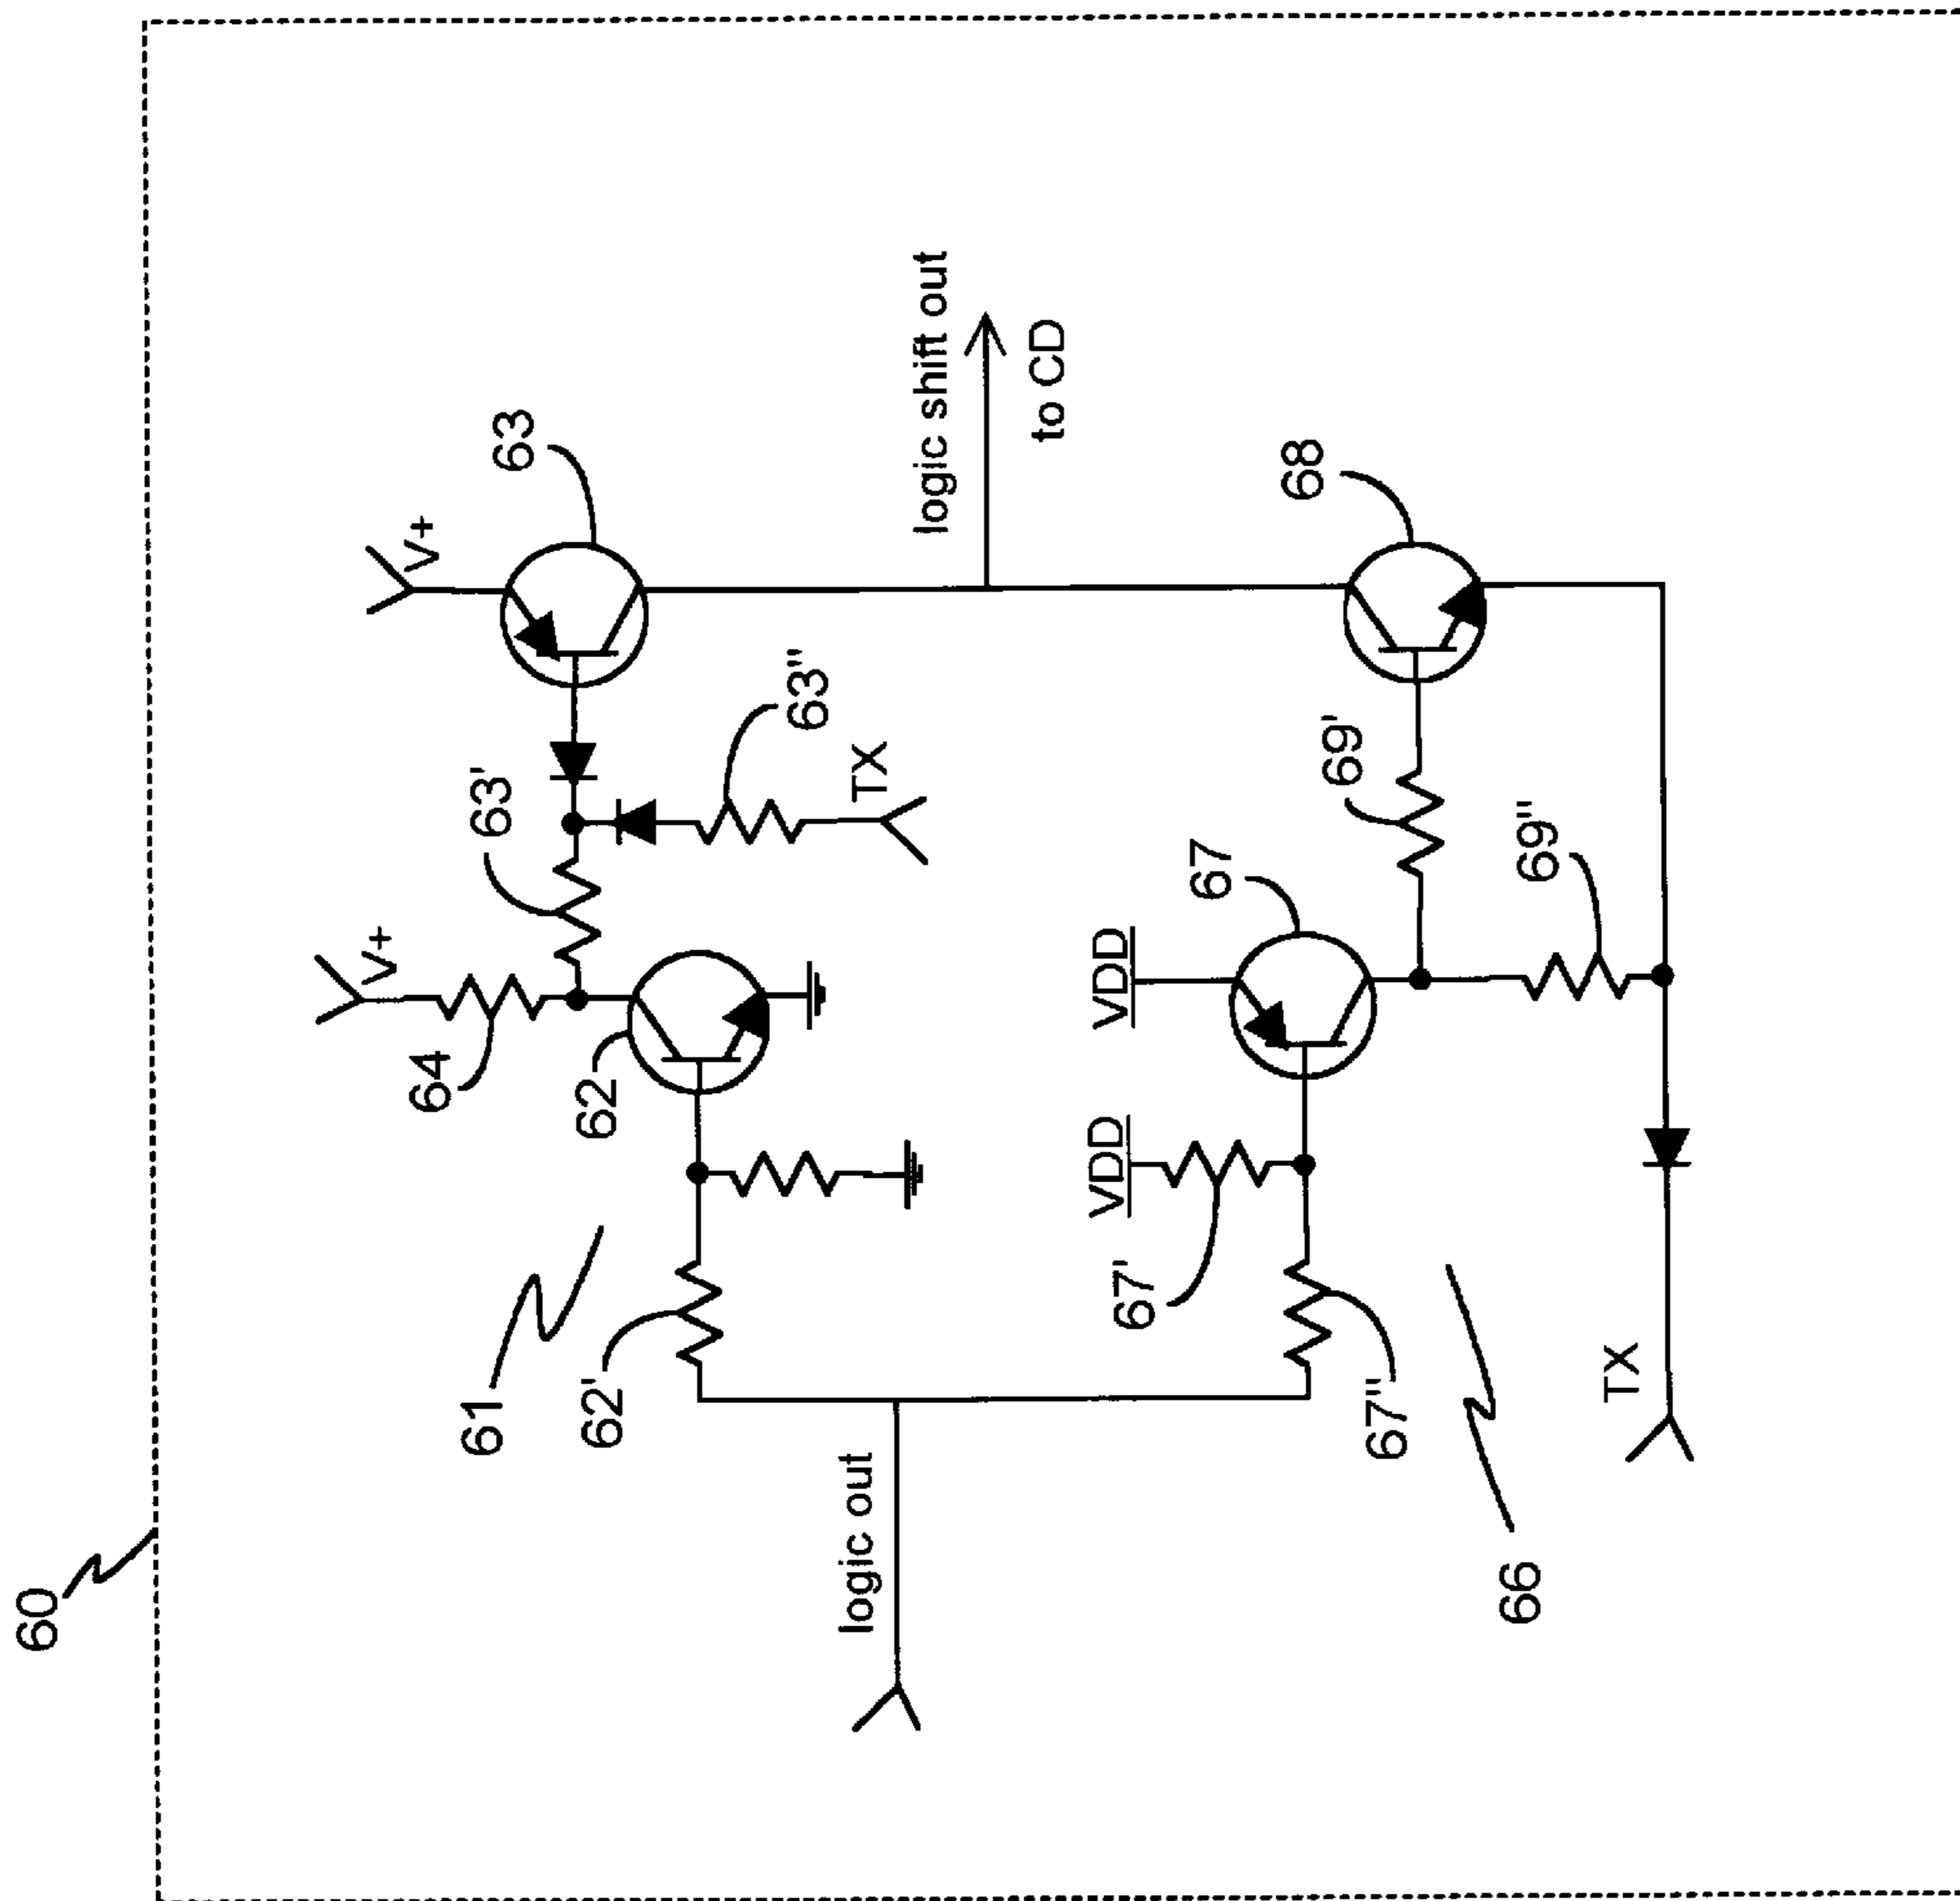 60
61
62'
62
64
V+
63'
63"
TX
V+
63
logic out
logic shift out
to CD
67"
67'
VDD
VDD
67
66
TX
69"
69'
68